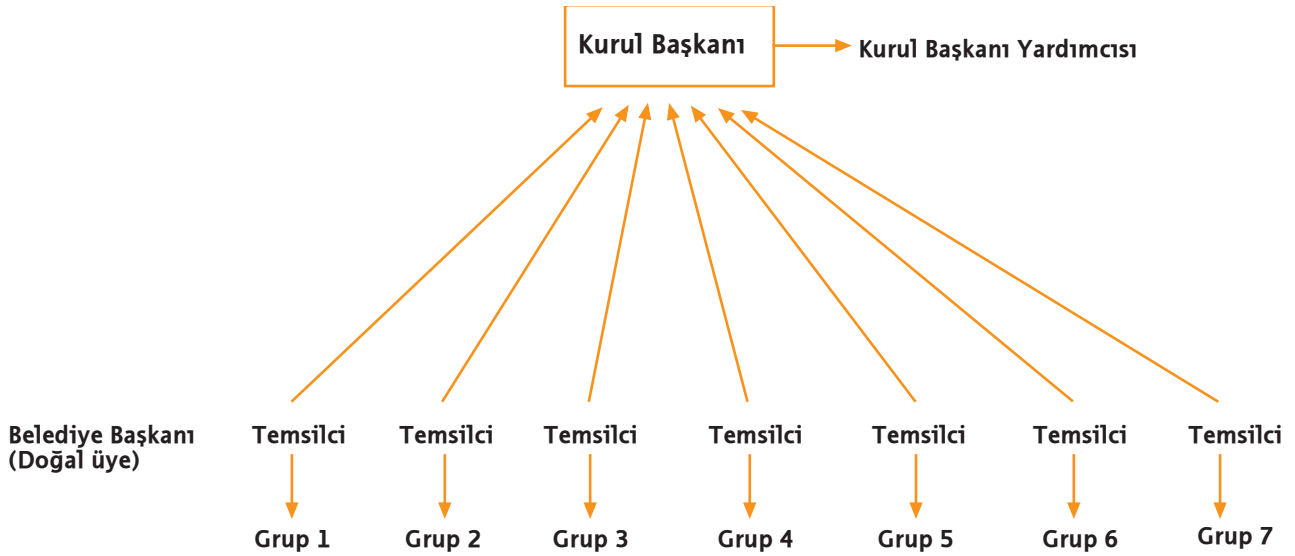 Kurul Başkanı
Kurul Başkanı Yardımcısı
Belediye Başkanı
(Doğal üye)
Temsilci
Temsilci
Temsilci
Temsilci
Temsilci
Temsilci
Temsilci
Grup 1
Grup 2
Grup 3
Grup 4
Grup 5
Grup 6
Grup 7